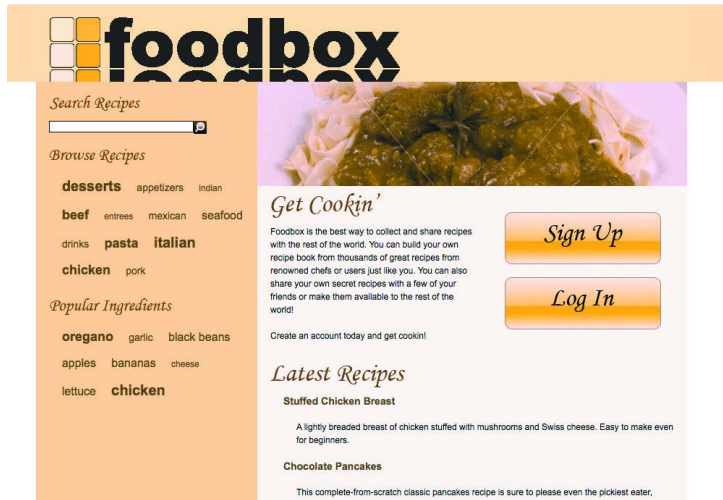 foodbox
Search Recipes
Browse Recipes
desserts appetizers indian
beef entrees mexican seafood
drinks pasta italian
chicken pork
Popular Ingredients
oregano garlic black beans
apples bananas cheese
lettuce chicken
Get Cookin'
Foodbox is the best way to collect and share recipes
with the rest of the world. You can build your own
recipe book from thousands of great recipes from
renowned chefs or users just like you. You can also
share your own secret recipes with a few of your
friends or make them available to the rest of the
world!
Create an account today and get cookin!
Sign Up
Log In
Latest Recipes
Stuffed Chicken Breast
A lightly breaded breast of chicken stuffed with mushrooms and Swiss cheese. Easy to make even
for beginners.
Chocolate Pancakes
This complete-from-scratch classic pancakes recipe is sure to please even the pickiest eater,